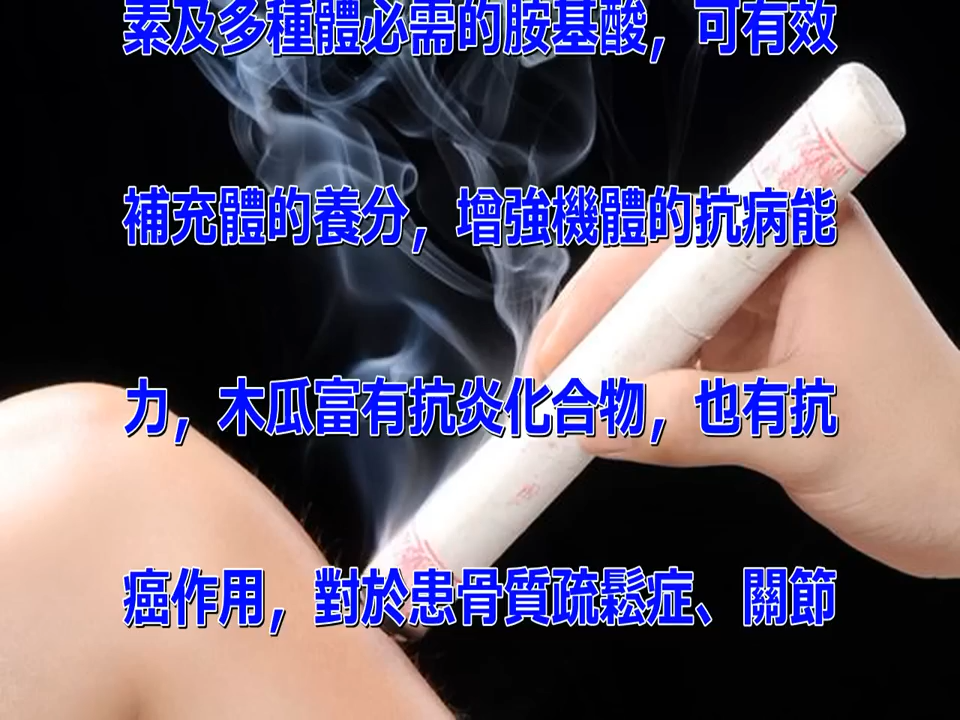 素及多種體必需的胺基酸，可有效
補充體的養分，增強機體的抗病能
力，木瓜富有抗炎化合物，也有抗
癌作用，對於患骨質疏鬆症、關節